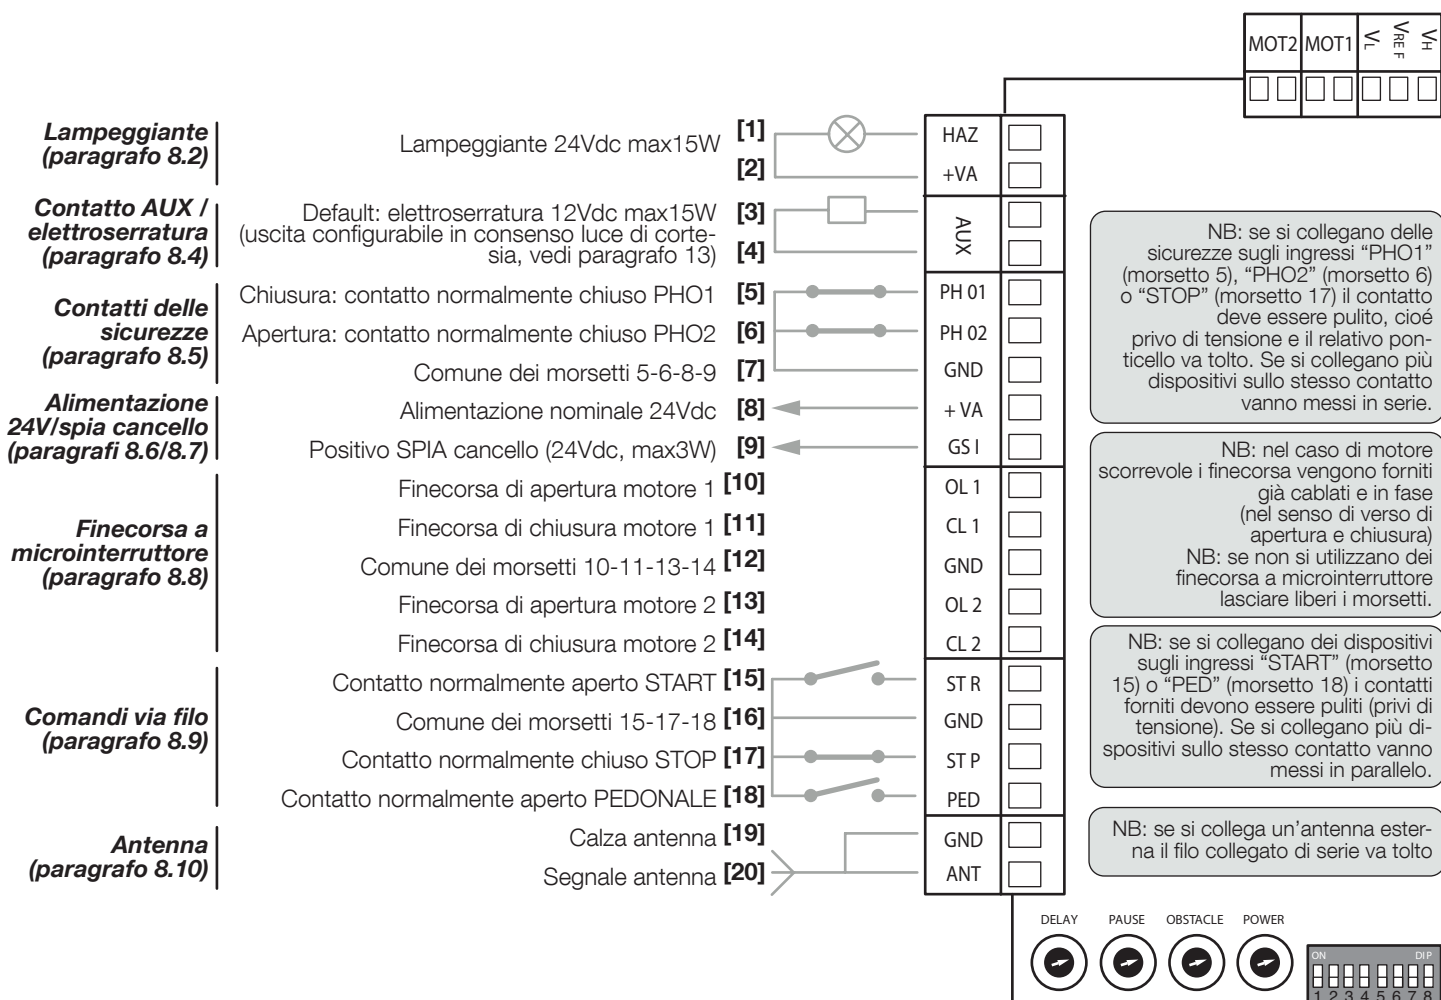 MOT2 MOT1 VL VREF VH
Lampeggiante
(paragrafo 8.2)
Lampeggiante 24Vdc max15W
[1]
[2]
HAZ
+VA
Contatto AUX /
elettroserratura
(paragrafo 8.4)
Default: elettroserratura 12Vdc max15W
(uscita configurabile in consenso luce di corte-
sia, vedi paragrafo 13)
[3]
[4]
AUX
Contatti delle
sicurezze
(paragrafo 8.5)
Chiusura: contatto normalmente chiuso PHO1 [5] PH 01
Apertura: contatto normalmente chiuso PHO2 [6] PH 02
Comune dei morsetti 5-6-8-9 [7] GND
Alimentazione
24V/spia cancello
(paragrafi 8.6/8.7)
Alimentazione nominale 24Vdc [8] + VA
Positivo SPIA cancello (24Vdc, max3W) [9] GS I
Finecorsa a
microinterruttore
(paragrafo 8.8)
Finecorsa di apertura motore 1 [10] OL 1
Finecorsa di chiusura motore 1 [11] CL 1
Comune dei morsetti 10-11-13-14 [12] GND
Finecorsa di apertura motore 2 [13] OL 2
Finecorsa di chiusura motore 2 [14] CL 2
Comandi via filo
(paragrafo 8.9)
Contatto normalmente aperto START [15] ST R
Comune dei morsetti 15-17-18 [16] GND
Contatto normalmente chiuso STOP [17] ST P
Contatto normalmente aperto PEDONALE [18] PED
Antenna
(paragrafo 8.10)
Calza antenna [19] GND
Segnale antenna [20] ANT
NB: se si collegano delle
sicurezze sugli ingressi “PHO1”
(morsetto 5), “PHO2” (morsetto 6)
o “STOP” (morsetto 17) il contatto
deve essere pulito, cioé
privo di tensione e il relativo pon-
ticello va tolto. Se si collegano più
dispositivi sullo stesso contatto
vanno messi in serie.
NB: nel caso di motore
scorrevole i finecorsa vengono forniti
già cablati e in fase
(nel senso di verso di
apertura e chiusura)
NB: se non si utilizzano dei
finecorsa a microinterruttore
lasciare liberi i morsetti.
NB: se si collegano dei dispositivi
sugli ingressi “START” (morsetto
15) o “PED” (morsetto 18) i contatti
forniti devono essere puliti (privi di
tensione). Se si collegano più di-
spositivi sullo stesso contatto vanno
messi in parallelo.
NB: se si collega un’antenna ester-
na il filo collegato di serie va tolto
DELAY PAUSE OBSTACLE POWER
ON DIP
1 2 3 4 5 6 7 8